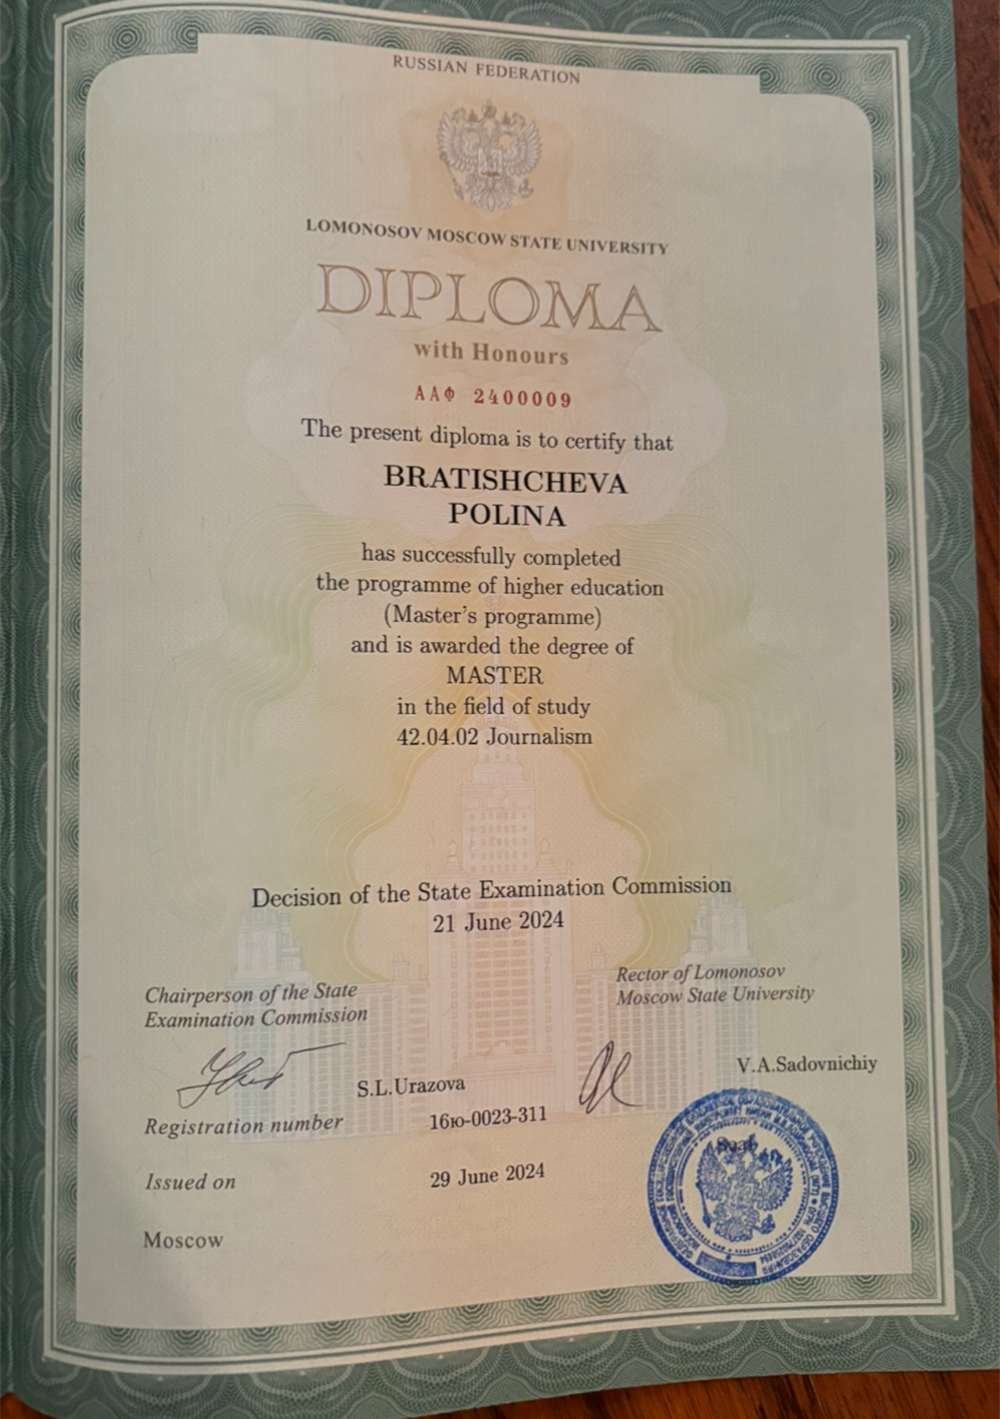 RUSSIAN FEDERATION
LOMONOSOV MOSCOW STATE UNIVERSITY
DIPLOMA
with Honours
ААФ 2400009
The present diploma is to certify that
BRATISHCHEVA
POLINA
has successfully completed
the programme of higher education
(Master's programme)
and is awarded the degree of
MASTER
in the field of study
42.04.02 Journalism
Decision of the State Examination Commission
21 June 2024
Chairperson of the State
Examination Commission
Rector of Lomonosov
Moscow State University
S.L.Urazova
V.A.Sadovnichiy
Registration number 16ю-0023-311
Issued on 29 June 2024
Moscow